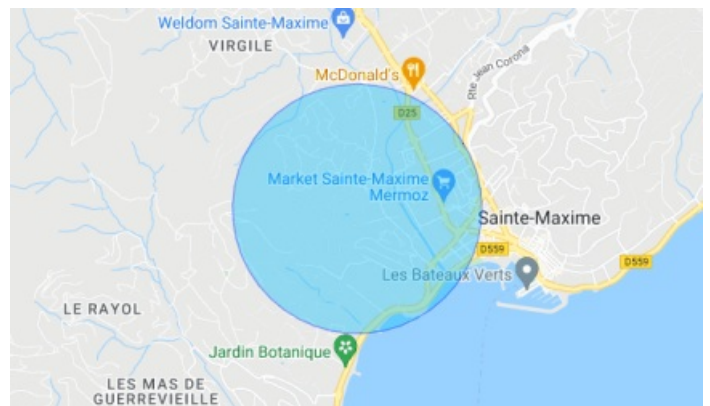 Weldom Sainte-Maxime
VIRGILE
McDonald's
Rte Jean Corona
D25
Market Sainte-Maxime
Mermoz
Sainte-Maxime
D559
Les Bateaux Verts
D559
LE RAYOL
Jardin Botanique
LES MAS DE
GUERREVIEILLE